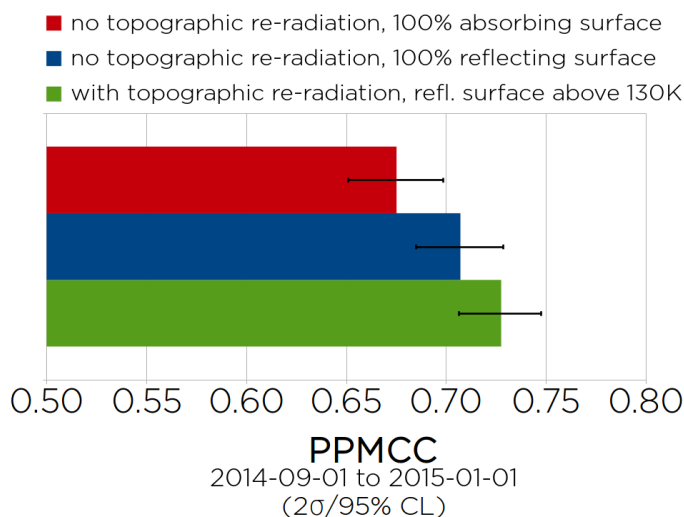 no topographic re-radiation, 100% absorbing surface
no topographic re-radiation, 100% reflecting surface
with topographic re-radiation, refl. surface above 130K
0.50 0.55 0.60 0.65 0.70 0.75 0.80
PPMCC
2014-09-01 to 2015-01-01
(2σ/95% CL)